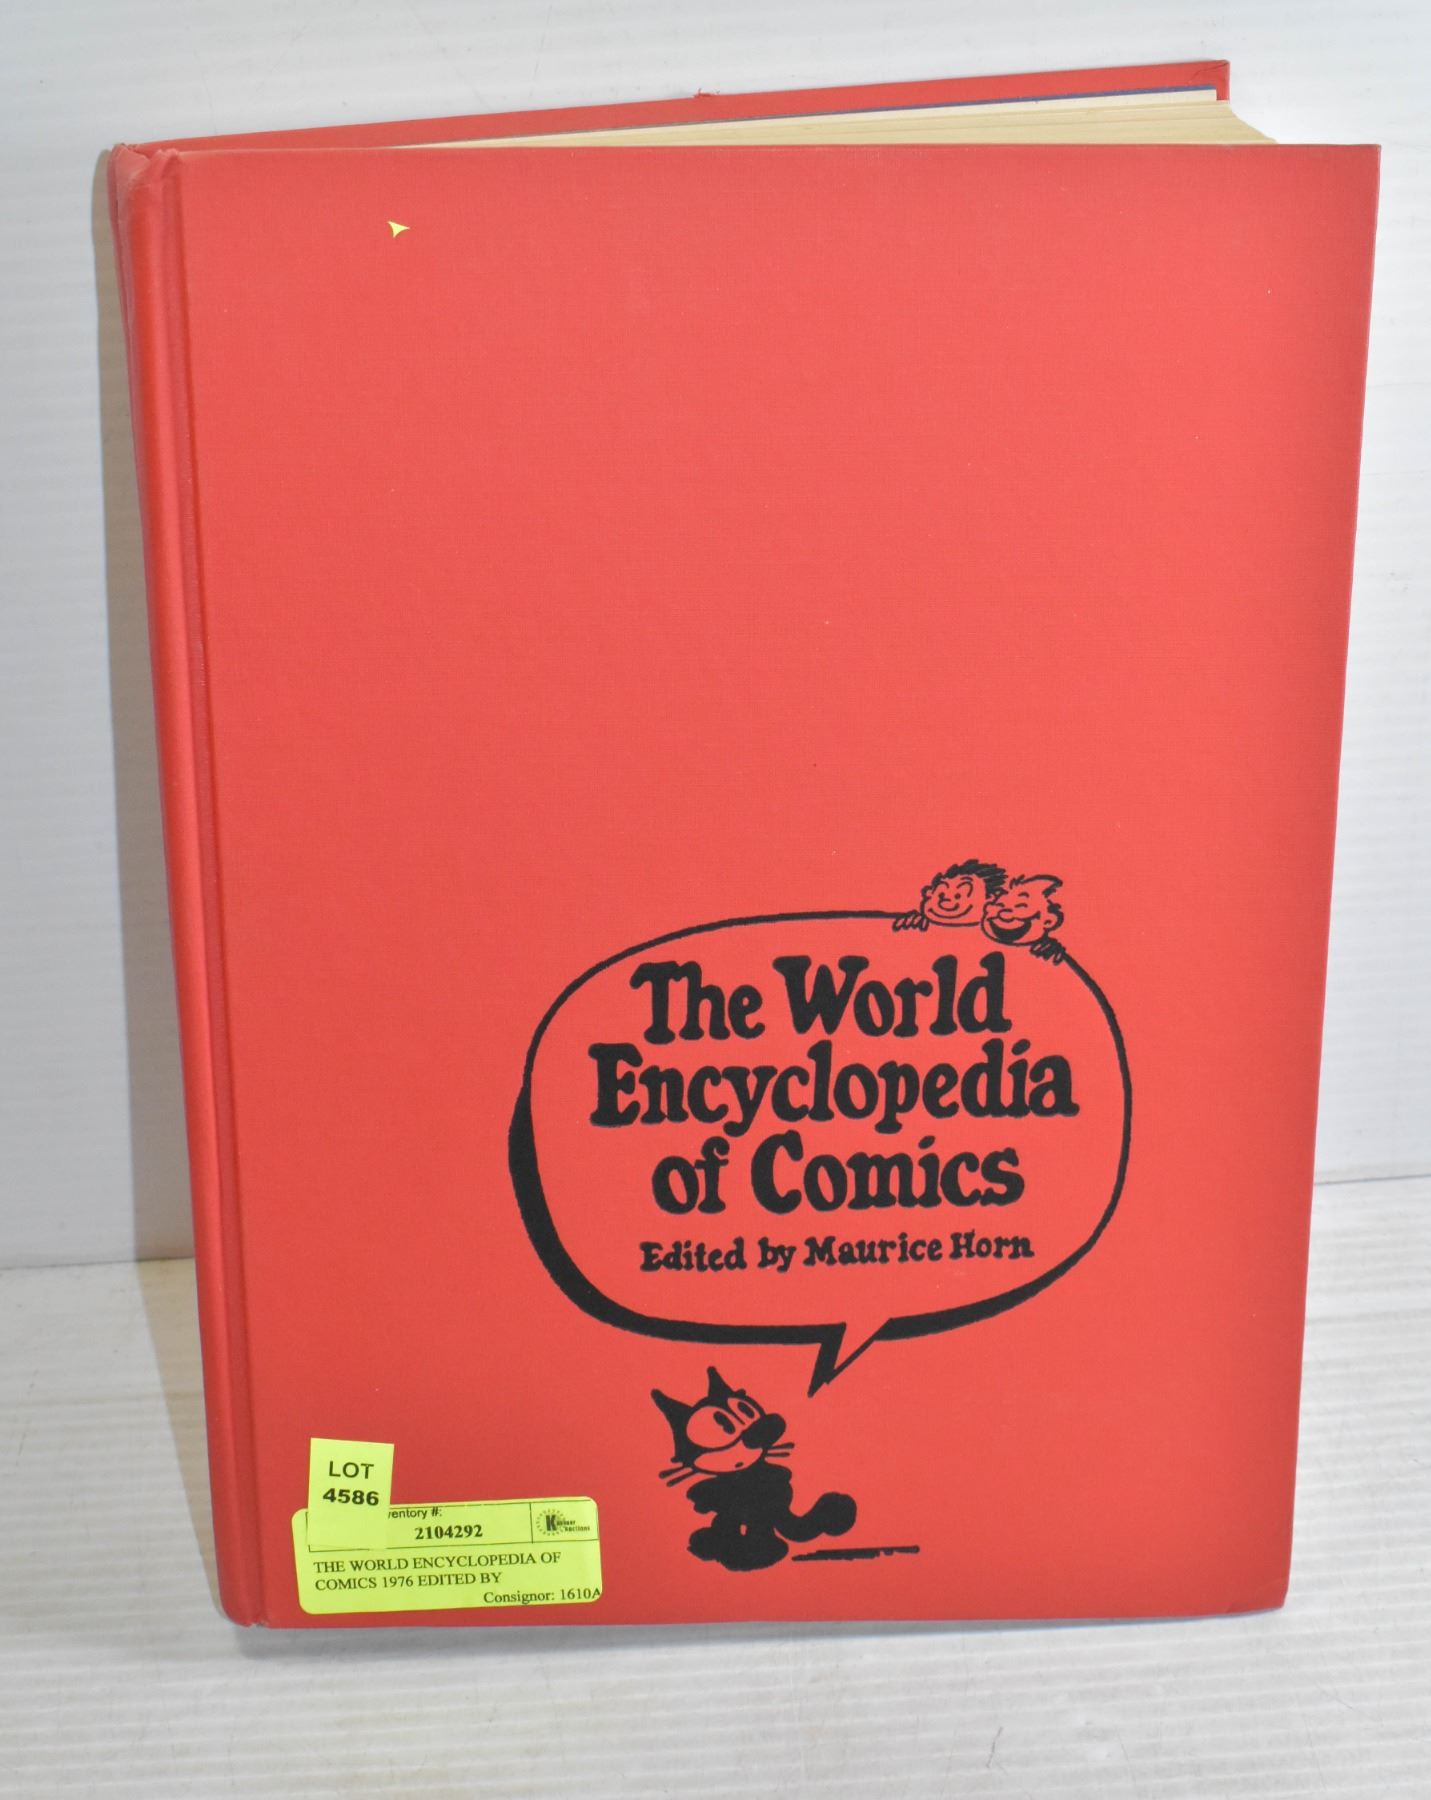 The World
Encyclopedia
of Comics
Edited by Maurice Horn
LOT
4586
ventory #:
2104292
THE WORLD ENCYCLOPEDIA OF
COMICS 1976 EDITED BY
Consignor: 1610A